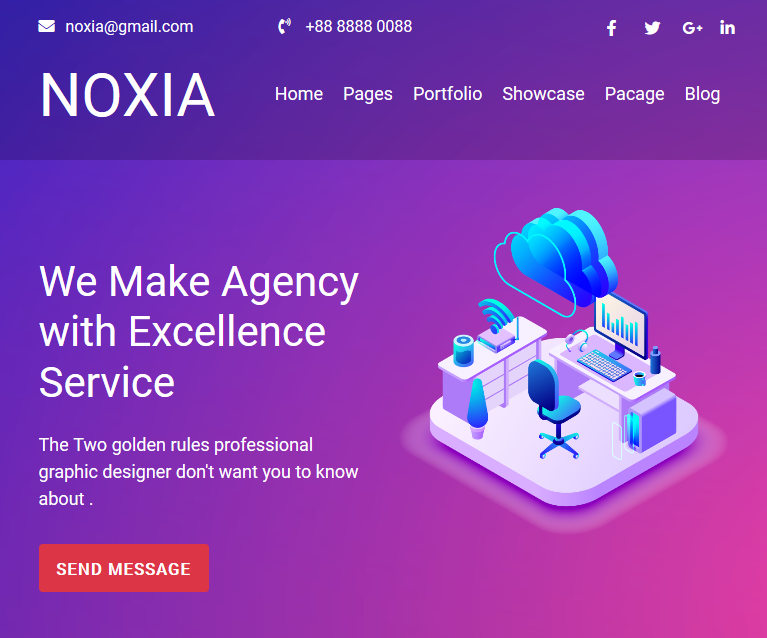 noxia@gmail.com
+88 8888 0088
NOXIA
Home Pages Portfolio Showcase Pacage Blog
We Make Agency
with Excellence
Service
The Two golden rules professional
graphic designer don't want you to know
about .
SEND MESSAGE